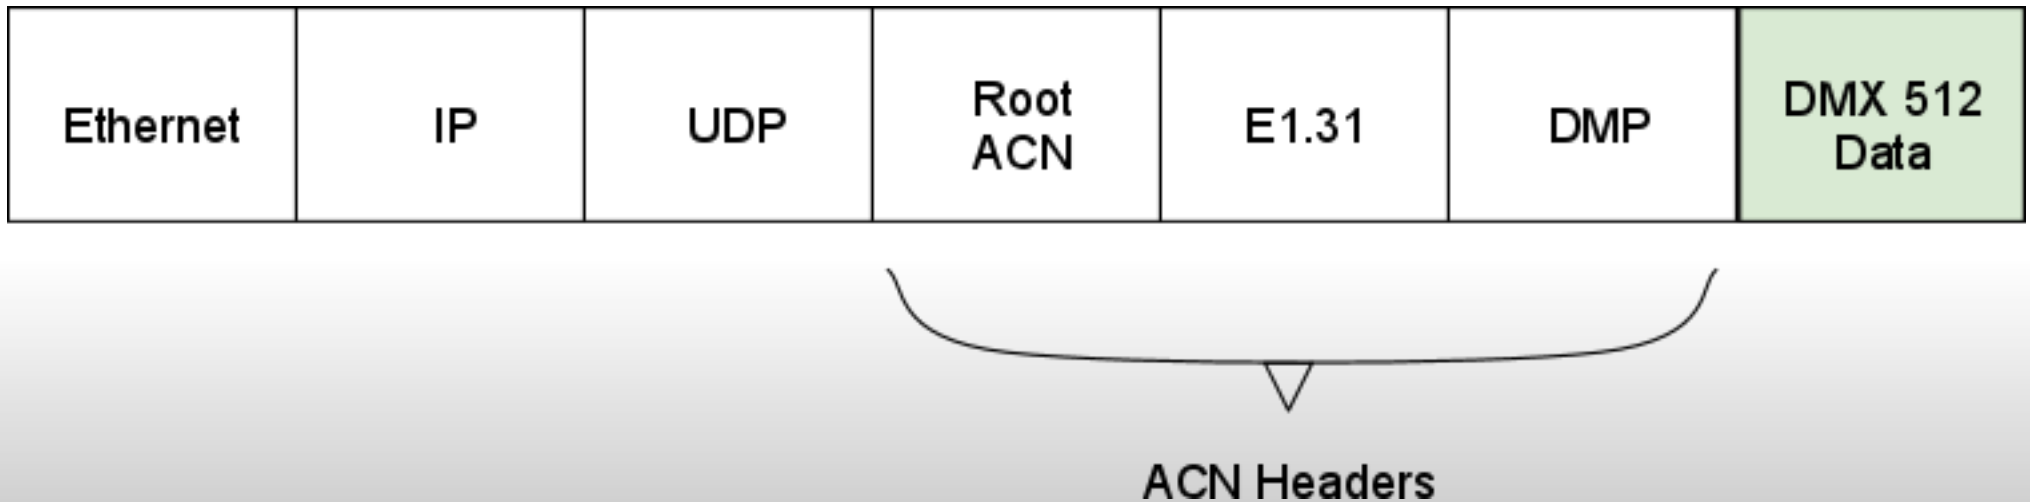 Ethernet
IP
UDP
Root
ACN
E1.31
DMP
DMX 512
Data
ACN Headers